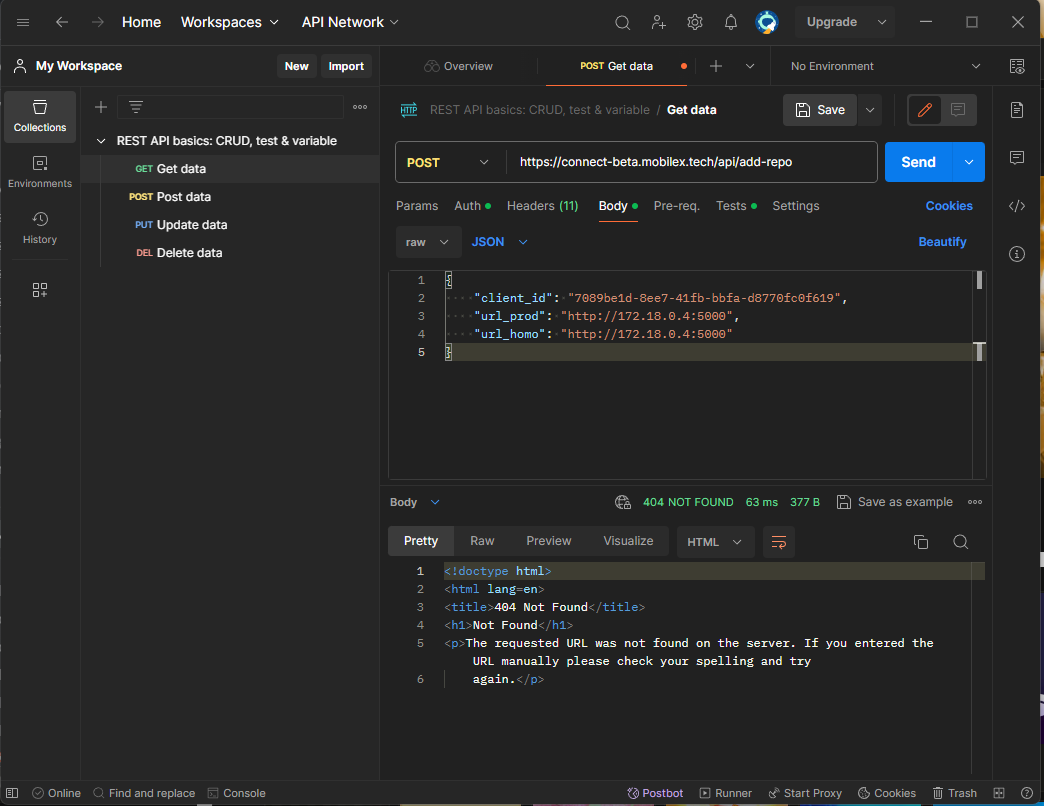 Home Workspaces API Network Upgrade
My Workspace New Import Overview POST Get data No Environment
REST API basics: CRUD, test & variable / Get data Save
Collections
REST API basics: CRUD, test & variable
GET Get data
POST Post data
PUT Update data
DEL Delete data
Environments
History
POST https://connect-beta.mobilex.tech/api/add-repo Send
Params Auth Headers (11) Body Pre-req. Tests Settings Cookies
raw JSON Beautify
1 {
2 "client_id": "7089be1d-8ee7-41fb-bbfa-d8770fc0f619",
3 "url_prod": "http://172.18.0.4:5000",
4 "url_homo": "http://172.18.0.4:5000"
5 }
Body 404 NOT FOUND 63 ms 377 B Save as example
Pretty Raw Preview Visualize HTML
1 <!doctype html>
2 <html lang=en>
3 <title>404 Not Found</title>
4 <h1>Not Found</h1>
5 <p>The requested URL was not found on the server. If you entered the
URL manually please check your spelling and try
6 again.</p>
Online Find and replace Console Postbot Runner Start Proxy Cookies Trash